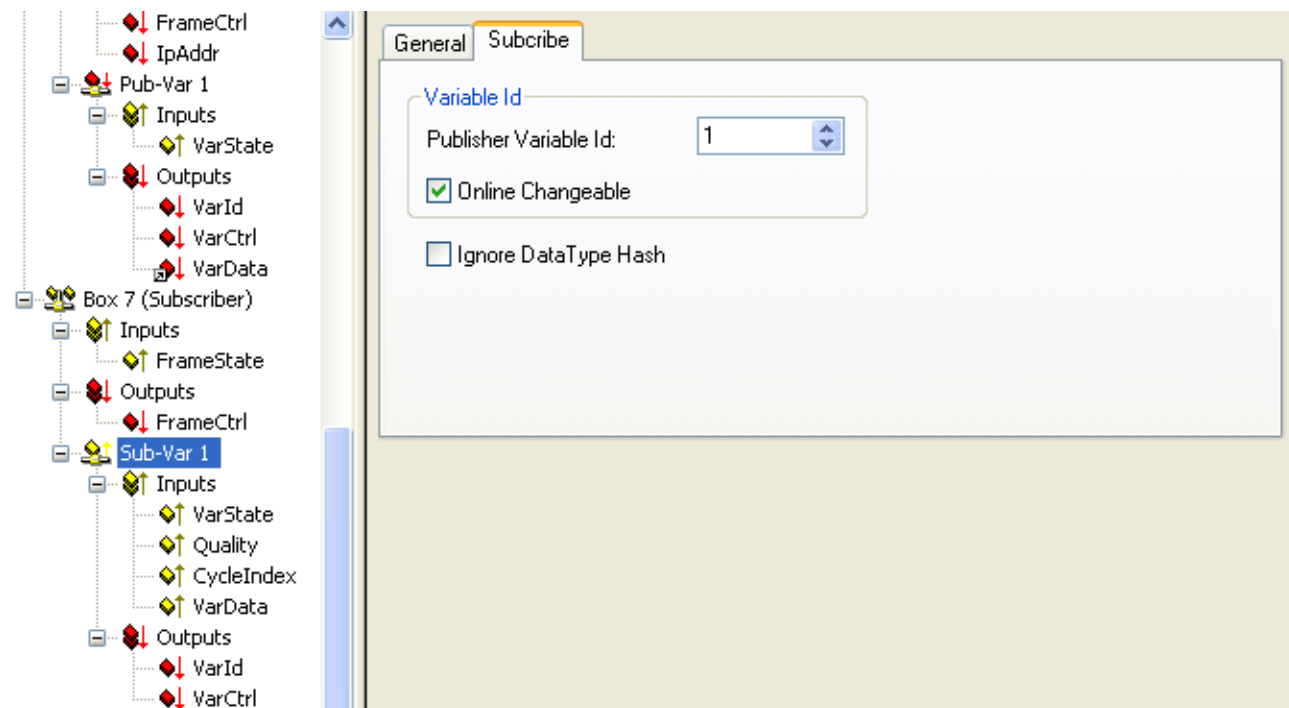 FrameCtrl
IpAddr
Pub-Var 1
Inputs
VarState
Outputs
VarId
VarCtrl
VarData
Box 7 (Subscriber)
Inputs
FrameState
Outputs
FrameCtrl
Sub-Var 1
Inputs
VarState
Quality
CycleIndex
VarData
Outputs
VarId
VarCtrl
General Subcribe
Variable Id
Publisher Variable Id: 1
Online Changeable
Ignore DataType Hash